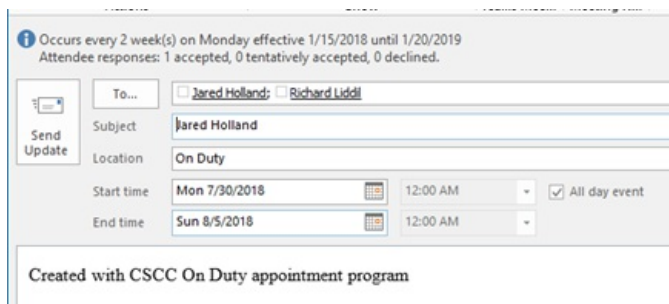 Occurs every 2 week(s) on Monday effective 1/15/2018 until 1/20/2019
Attendee responses: 1 accepted, 0 tentatively accepted, 0 declined.
To... Jared Holland; Richard Liddil
Send Update
Subject Jared Holland
Location On Duty
Start time Mon 7/30/2018 12:00 AM All day event
End time Sun 8/5/2018 12:00 AM
Created with CSCC On Duty appointment program